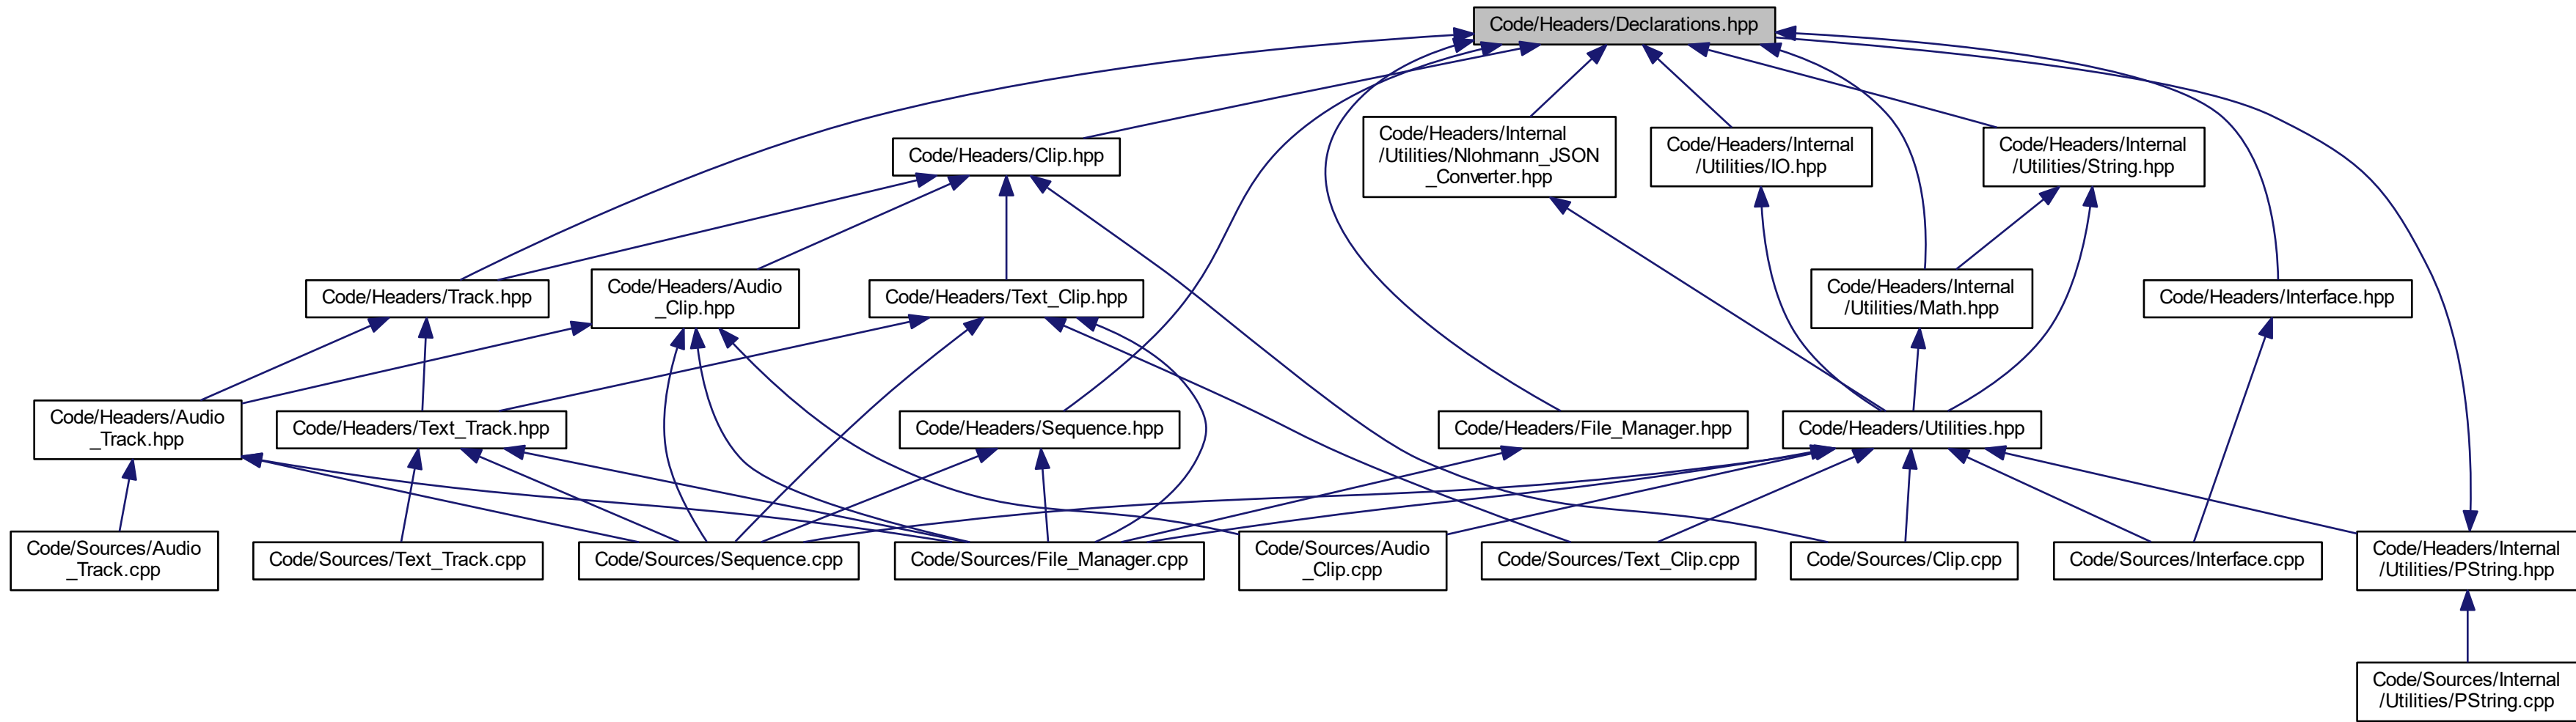 Code/Headers/Declarations.hpp
Code/Headers/Clip.hpp
Code/Headers/Internal
/Utilities/Nlohmann_JSON
_Converter.hpp
Code/Headers/Internal
/Utilities/IO.hpp
Code/Headers/Internal
/Utilities/String.hpp
Code/Headers/Track.hpp
Code/Headers/Audio
_Clip.hpp
Code/Headers/Text_Clip.hpp
Code/Headers/Internal
/Utilities/Math.hpp
Code/Headers/Interface.hpp
Code/Headers/Audio
_Track.hpp
Code/Headers/Text_Track.hpp
Code/Headers/Sequence.hpp
Code/Headers/File_Manager.hpp
Code/Headers/Utilities.hpp
Code/Sources/Audio
_Track.cpp
Code/Sources/Text_Track.cpp
Code/Sources/Sequence.cpp
Code/Sources/File_Manager.cpp
Code/Sources/Audio
_Clip.cpp
Code/Sources/Text_Clip.cpp
Code/Sources/Clip.cpp
Code/Sources/Interface.cpp
Code/Headers/Internal
/Utilities/PString.hpp
Code/Sources/Internal
/Utilities/PString.cpp